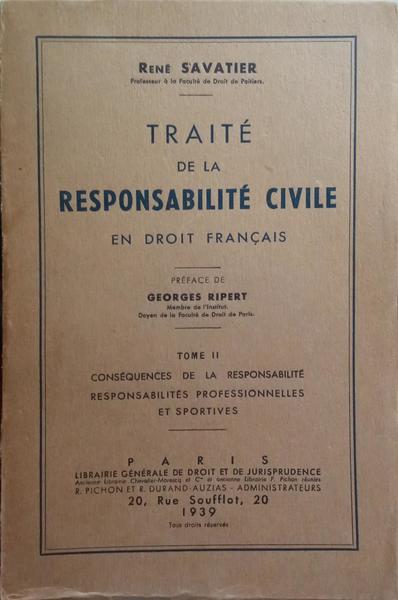 RENÉ SAVATIER
Professeur à la Faculté de Droit de Poitiers.
TRAITÉ
DE LA
RESPONSABILITÉ CIVILE
EN DROIT FRANÇAIS
PRÉFACE DE
GEORGES RIPERT
Membre de l'Institut.
Doyen de la Faculté de Droit de Paris.
TOME II
CONSÉQUENCES DE LA RESPONSABILITÉ
RESPONSABILITÉS PROFESSIONNELLES
ET SPORTIVES
PARIS
LIBRAIRIE GÉNÉRALE DE DROIT ET DE JURISPRUDENCE
Ancienne Librairie Chevalier-Marescq et Cie et ancienne Librairie F. Pichon réunies
R. PICHON ET R. DURAND-AUZIAS - ADMINISTRATEURS
20, Rue Soufflot, 20
1939
Tous droits réservés